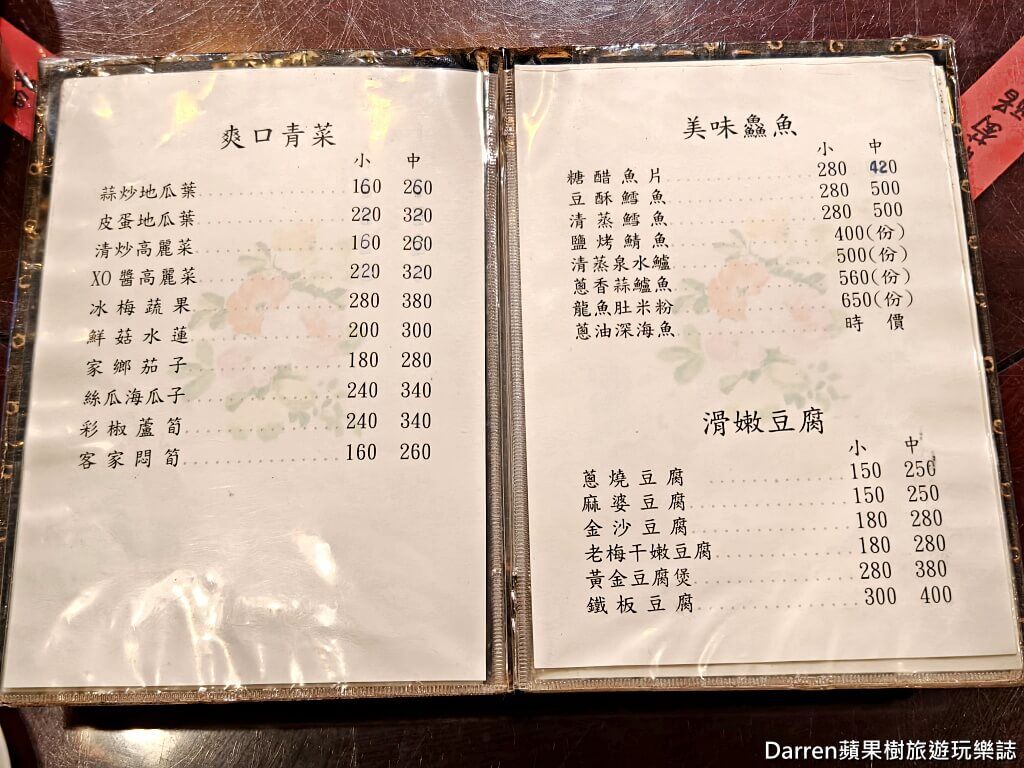 爽口青菜
小 中
蒜炒地瓜葉 160 260
皮蛋地瓜葉 220 320
清炒高麗菜 160 260
XO醬高麗菜 220 320
冰梅蔬果 280 380
鮮菇水蓮 200 300
家鄉茄子 180 280
絲瓜海瓜子 240 340
彩椒蘆筍 240 340
客家悶筍 160 260
美味鱻魚
小 中
糖醋魚片 280 420
豆酥鱈魚 280 500
清蒸鱈魚 280 500
鹽烤鯖魚 400(份)
清蒸泉水鱸 500(份)
蔥香蒜鱸魚 560(份)
龍魚肚米粉 650(份)
蔥油深海魚 時價
滑嫩豆腐
小 中
蔥燒豆腐 150 250
麻婆豆腐 150 250
金沙豆腐 180 280
老梅干嫩豆腐 180 280
黃金豆腐煲 280 380
鐵板豆腐 300 400
Darren蘋果樹旅遊玩樂誌